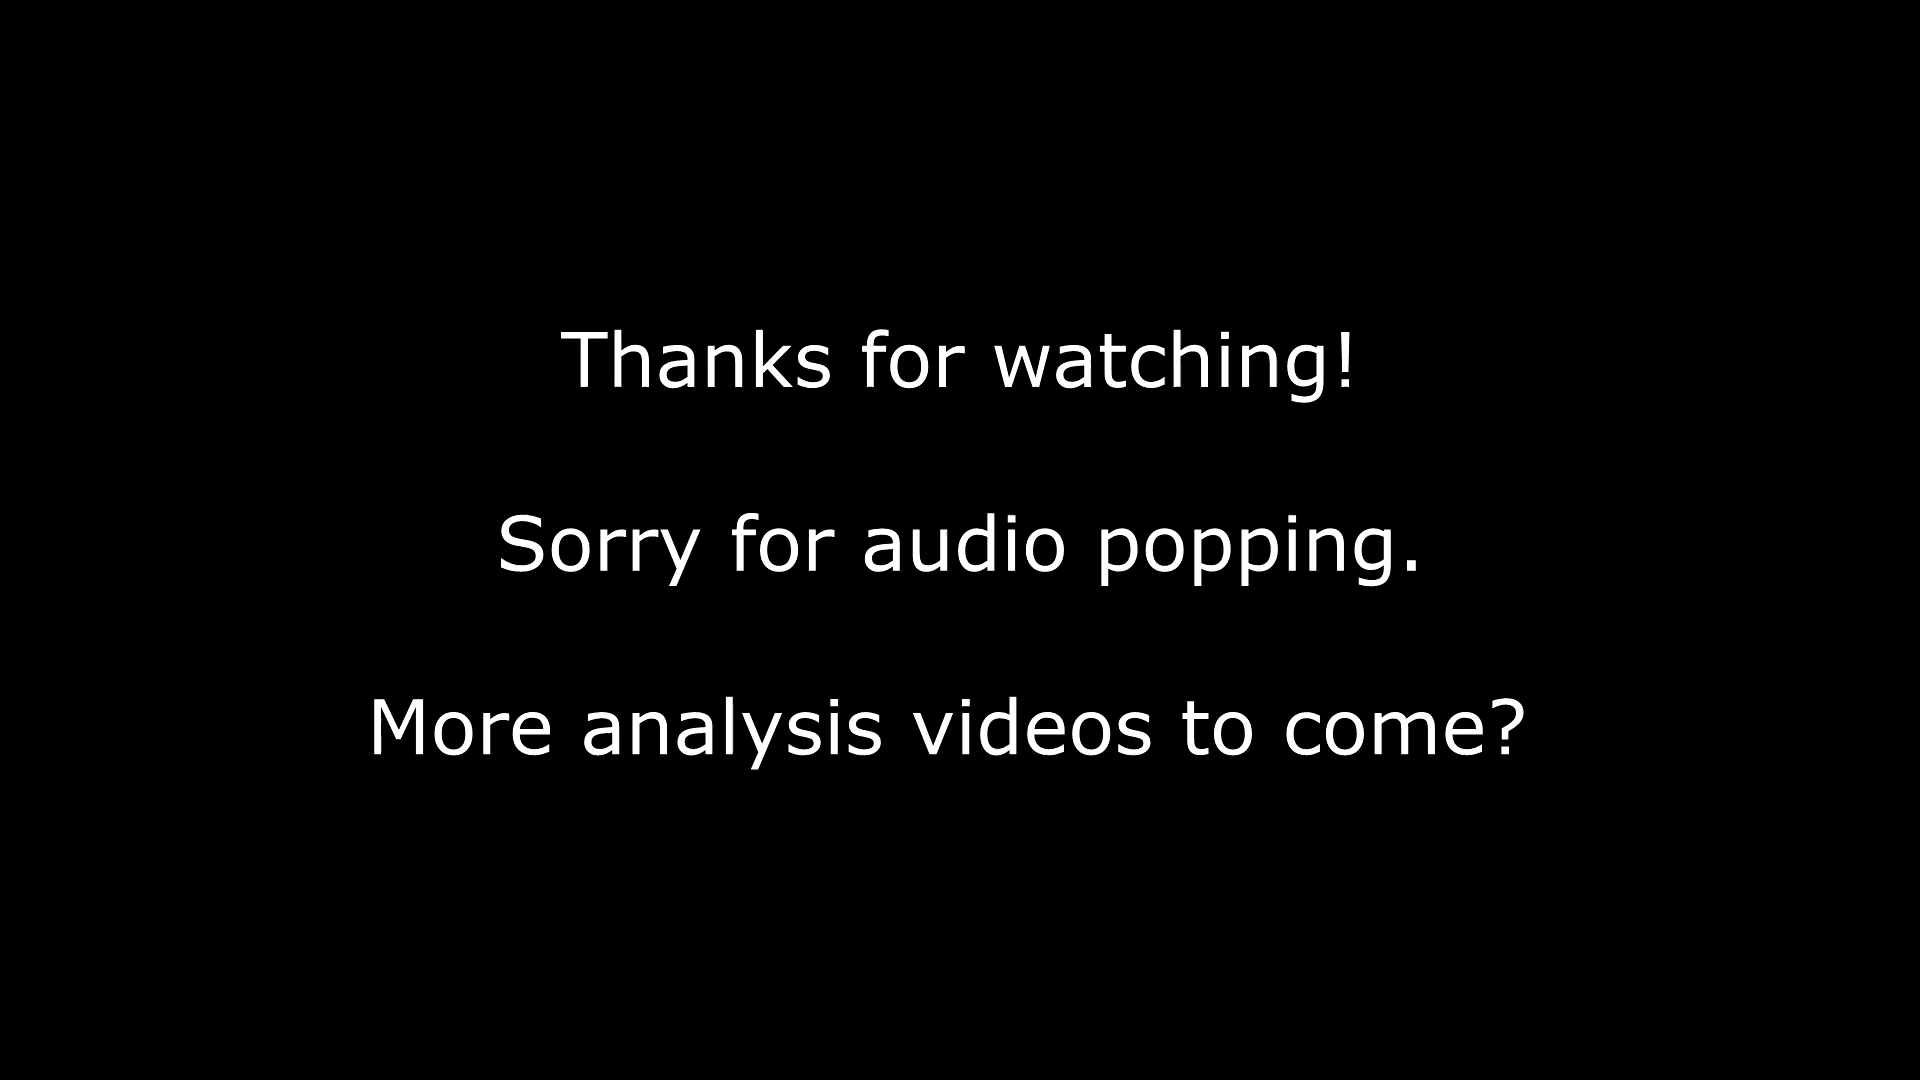 Thanks for watching!
Sorry for audio popping.
More analysis videos to come?